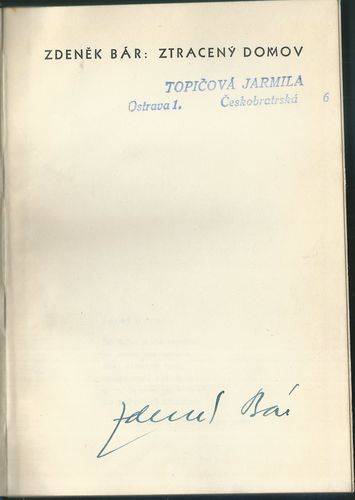 ZDENĚK BÁR: ZTRACENÝ DOMOV
TOPIČOVÁ JARMILA
Ostrava 1. Českobratrská 6
Zdeněk Bár